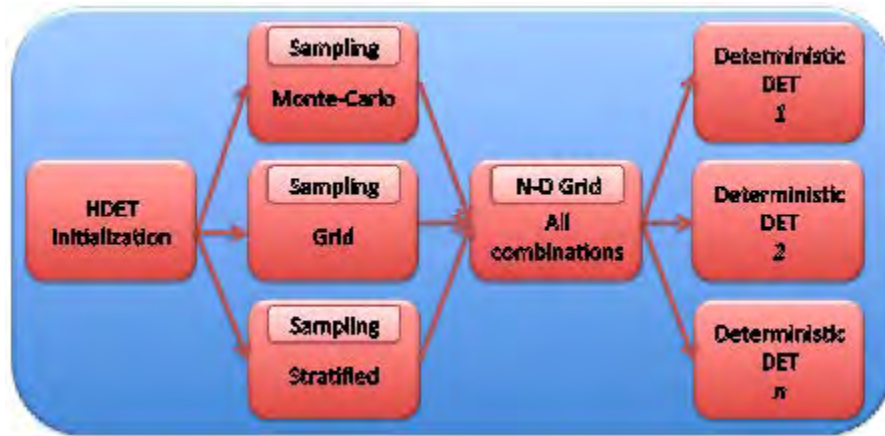 HDET
Initialization
Sampling
Monte-Carlo
Sampling
Grid
Sampling
Stratified
N-D Grid
All
combinations
Deterministic
DET
1
Deterministic
DET
2
Deterministic
DET
n